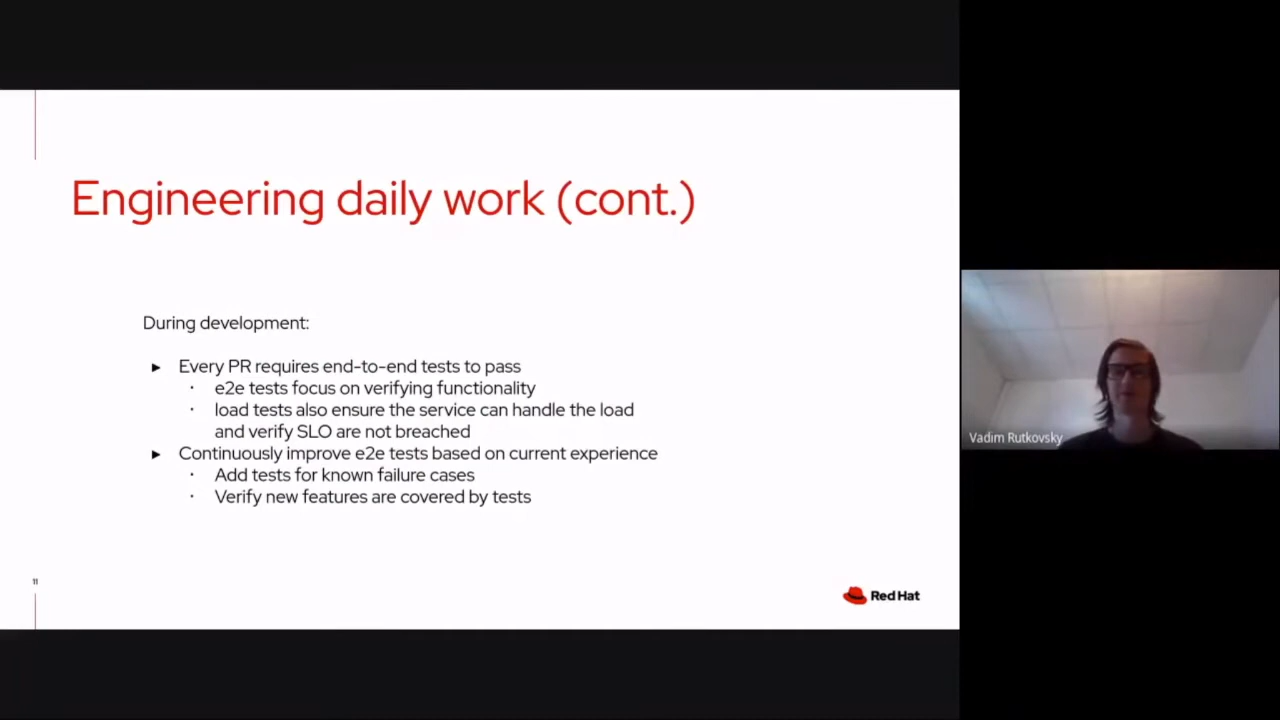 Engineering daily work (cont.)
During development:
► Every PR requires end-to-end tests to pass
· e2e tests focus on verifying functionality
· load tests also ensure the service can handle the load
and verify SLO are not breached
► Continuously improve e2e tests based on current experience
· Add tests for known failure cases
· Verify new features are covered by tests
11
Red Hat
Vadim Rutkovsky